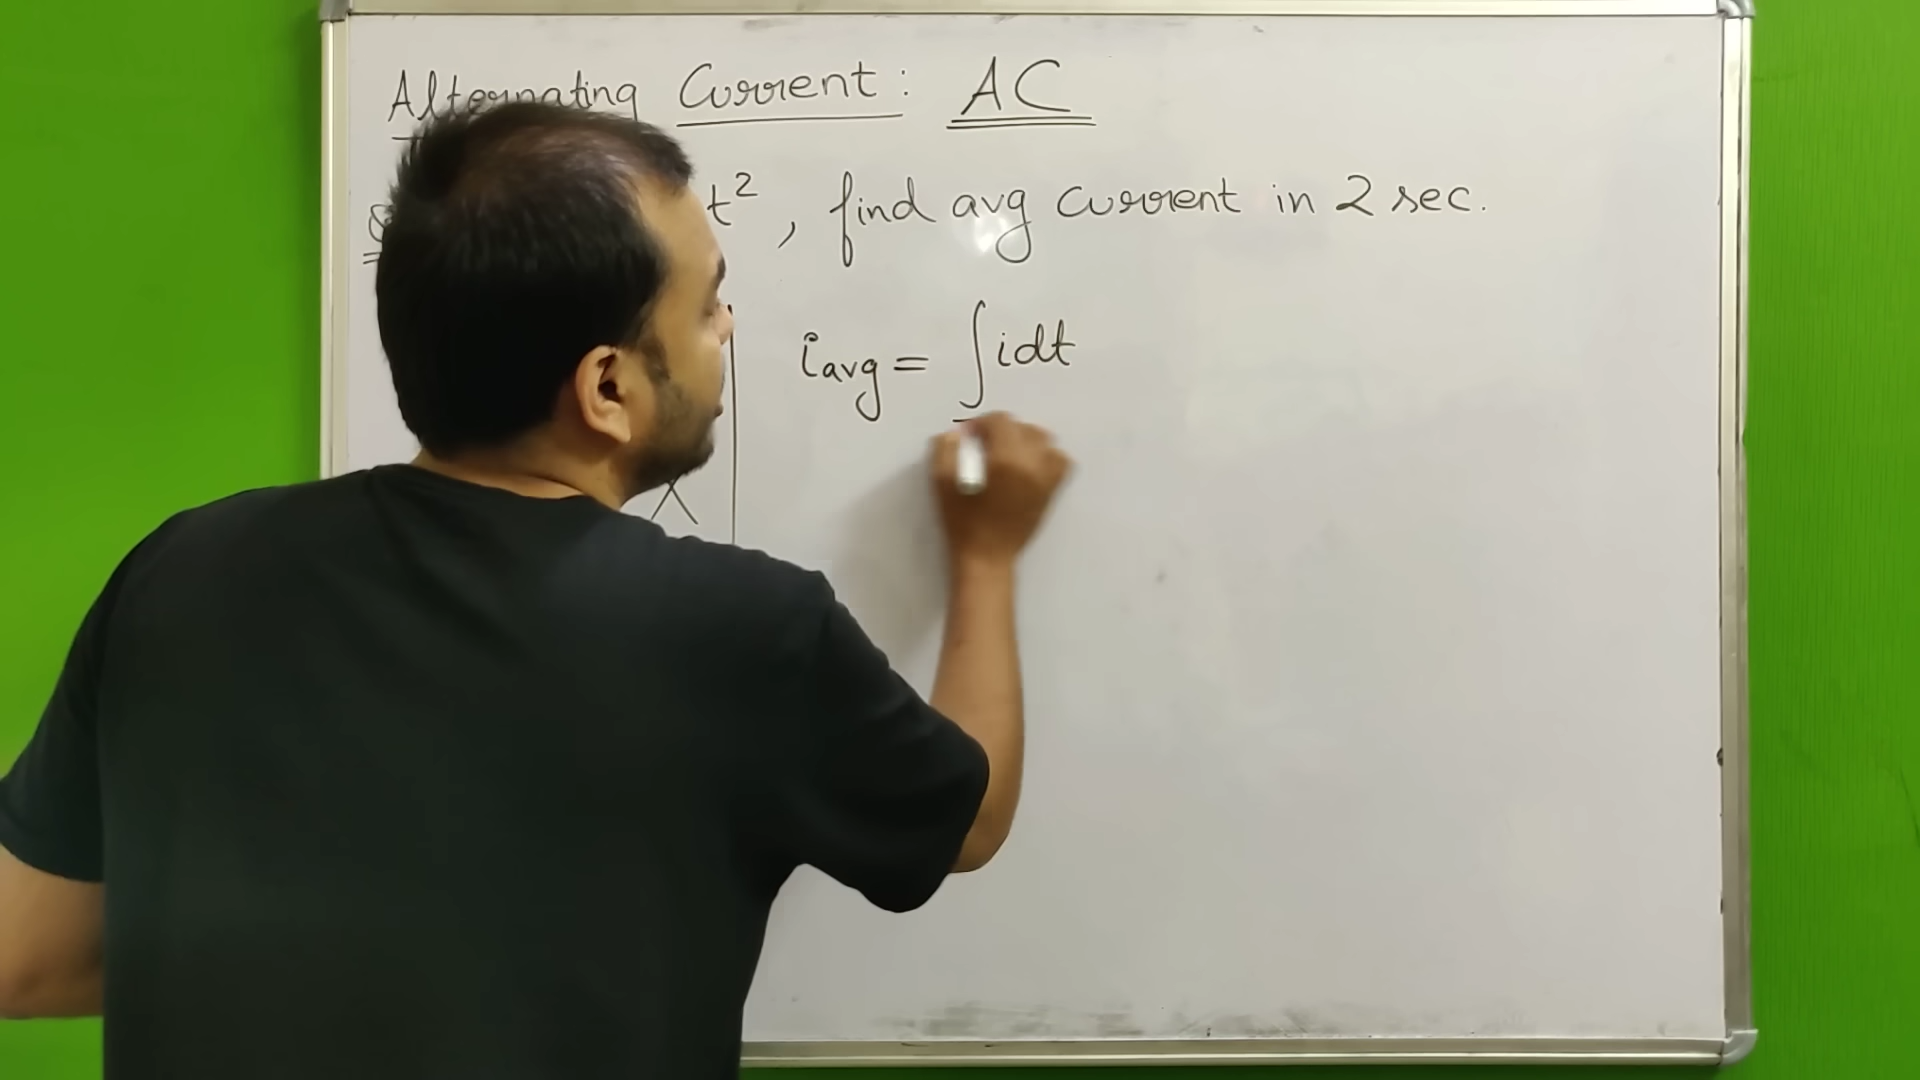 Alternating Current : AC
t², find avg current in 2 sec.
iavg = ∫idt
X